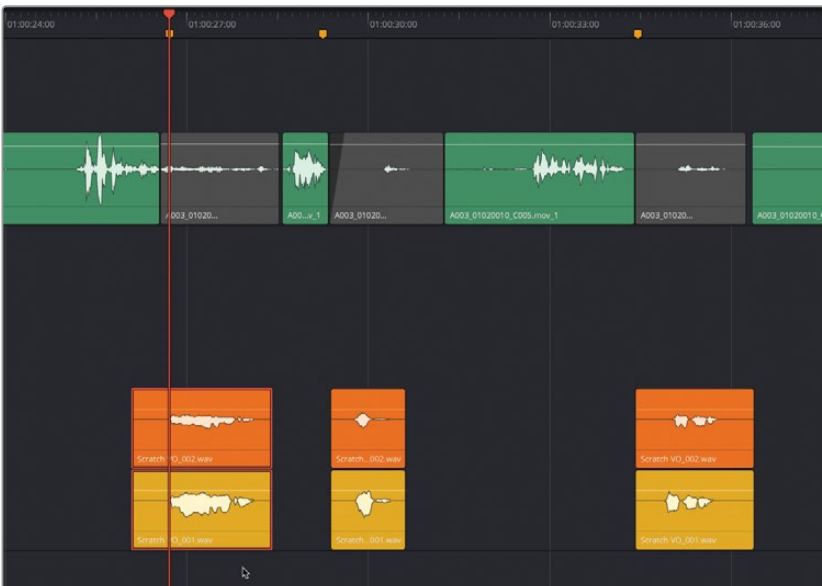 01:00:24:00 01:00:27:00 01:00:30:00 01:00:33:00 01:00:36:00
A003_01020... A00...v_1 A003_01020... A003_01020010_C005.mov_1 A003_01020... A003_01020010_
Scratch VO_002.wav Scratch...002.wav Scratch VO_002.wav
Scratch VO_001.wav Scratch...001.wav Scratch VO_001.wav